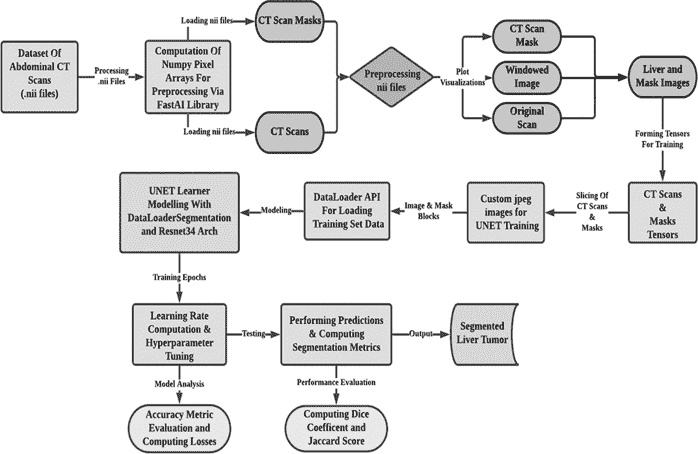 Dataset Of
Abdominal CT
Scans
(.nii files)
Processing
.nii Files
Computation Of
Numpy Pixel
Arrays For
Preprocessing Via
FastAI Library
Loading nii files
CT Scan Masks
Loading nii files
CT Scans
Preprocessing
nii files
Plot
Visualizations
CT Scan
Mask
Windowed
Image
Original
Scan
Liver and
Mask Images
Forming Tensors
For Training
CT Scans
&
Masks
Tensors
Slicing Of
CT Scans
&
Masks
Custom jpeg
images for
UNET Training
Image & Mask
Blocks
DataLoader API
For Loading
Training Set Data
Modeling
UNET Learner
Modelling With
DataLoaderSegmentation
and Resnet34 Arch
Training Epochs
Learning Rate
Computation &
Hyperparameter
Tuning
Testing
Performing Predictions
& Computing
Segmentation Metrics
Output
Segmented
Liver Tumor
Model Analysis
Accuracy Metric
Evaluation and
Computing Losses
Performance Evaluation
Computing Dice
Coefficent and
Jaccard Score